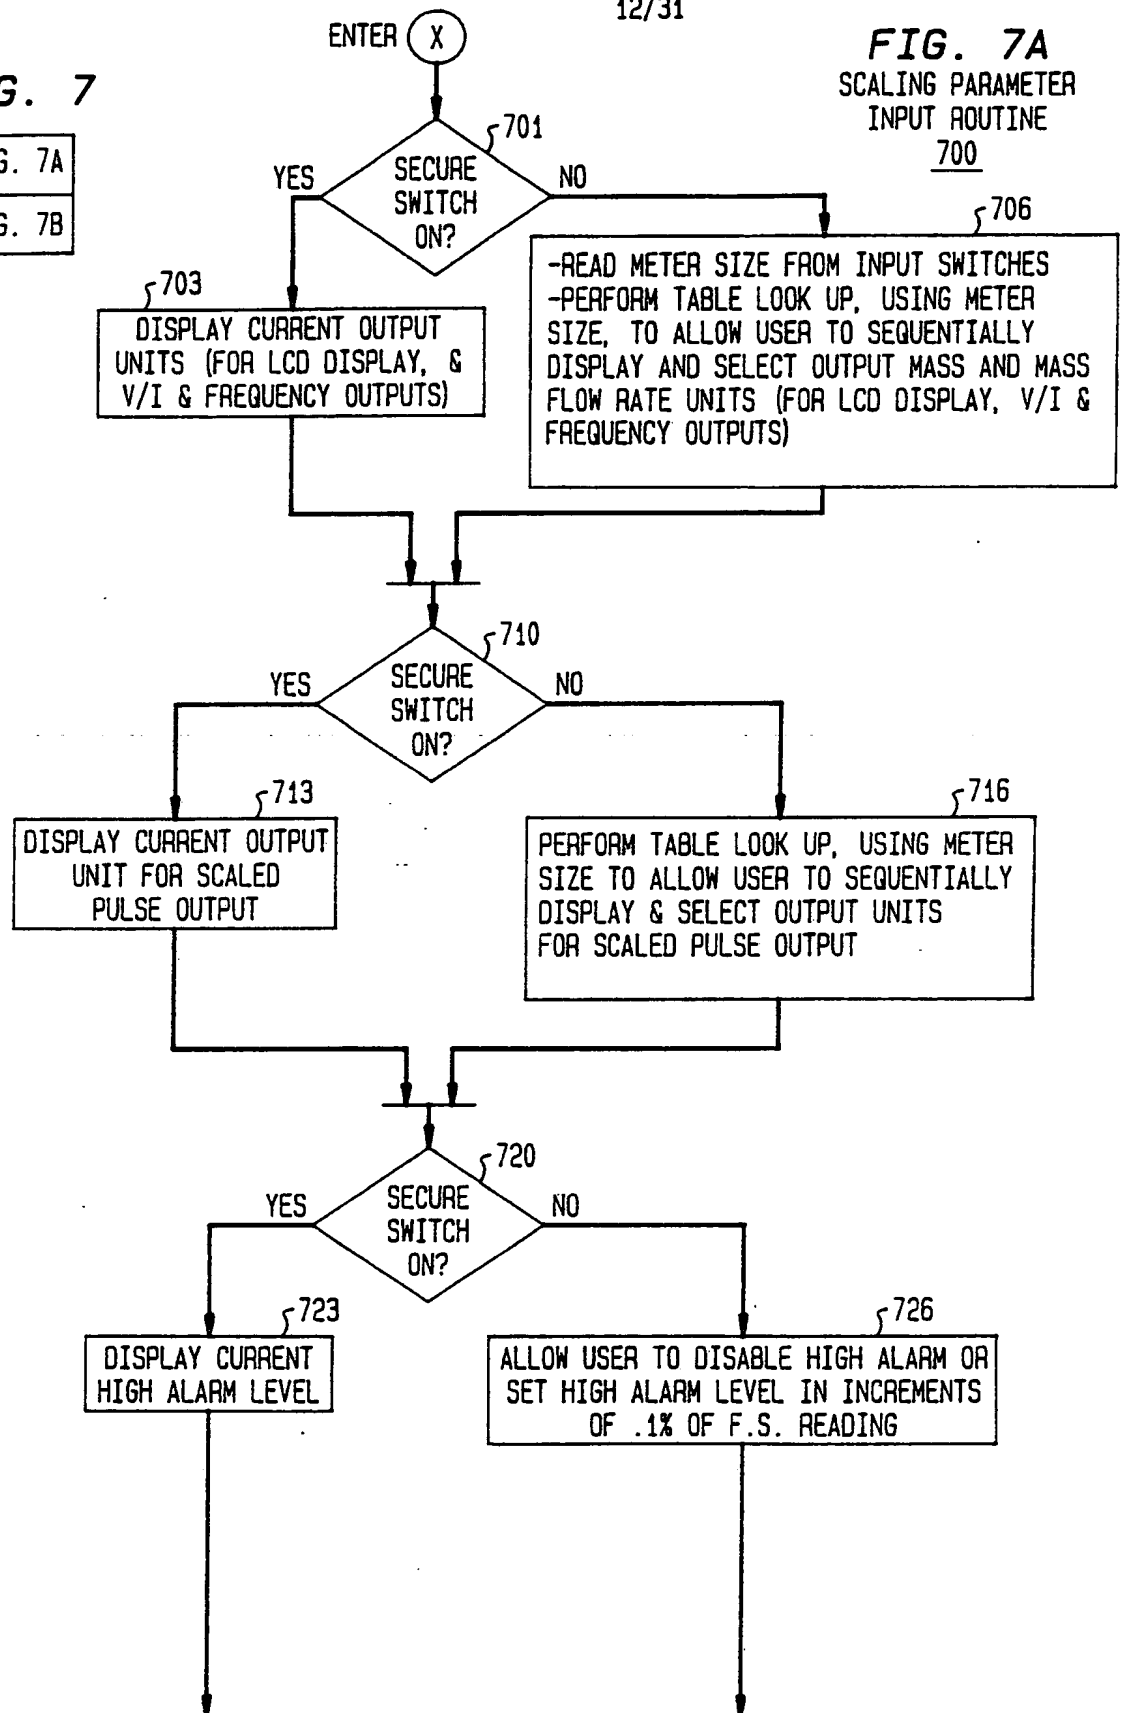 12/31
ENTER X
FIG. 7A
SCALING PARAMETER
INPUT ROUTINE
700
G. 7
G. 7A
G. 7B
701
SECURE
SWITCH
ON?
YES
NO
703
DISPLAY CURRENT OUTPUT
UNITS (FOR LCD DISPLAY, &
V/I & FREQUENCY OUTPUTS)
706
-READ METER SIZE FROM INPUT SWITCHES
-PERFORM TABLE LOOK UP, USING METER
SIZE, TO ALLOW USER TO SEQUENTIALLY
DISPLAY AND SELECT OUTPUT MASS AND MASS
FLOW RATE UNITS (FOR LCD DISPLAY, V/I &
FREQUENCY OUTPUTS)
710
SECURE
SWITCH
ON?
YES
NO
713
DISPLAY CURRENT OUTPUT
UNIT FOR SCALED
PULSE OUTPUT
716
PERFORM TABLE LOOK UP, USING METER
SIZE TO ALLOW USER TO SEQUENTIALLY
DISPLAY & SELECT OUTPUT UNITS
FOR SCALED PULSE OUTPUT
720
SECURE
SWITCH
ON?
YES
NO
723
DISPLAY CURRENT
HIGH ALARM LEVEL
726
ALLOW USER TO DISABLE HIGH ALARM OR
SET HIGH ALARM LEVEL IN INCREMENTS
OF .1% OF F.S. READING